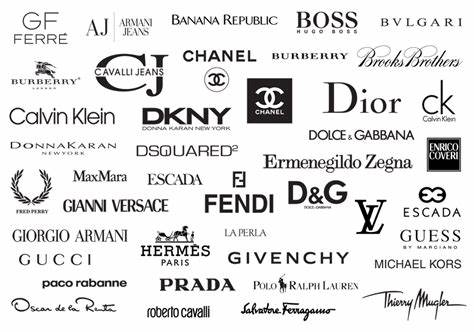 GF
FERRÉ
AJ ARMANI
JEANS
BANANA REPUBLIC
BOSS
HUGO BOSS
BVLGARI
BURBERRY
LONDON
CJ
CAVALLI JEANS
CHANEL
BURBERRY
Brooks Brothers
CHANEL
Dior
ck
Calvin Klein
Calvin Klein
DKNY
DONNA KARAN NEW YORK
DOLCE & GABBANA
DONNAKARAN
NEW YORK
DSQUARED2
Ermenegildo Zegna
ENRICO
COVERI
FRED PERRY
MaxMara
ESCADA
FENDI
D&G
DOLCE & GABBANA
LV
ESCADA
GIANNI VERSACE
GIORGIO ARMANI
HERMÈS
PARIS
LA PERLA
GUESS
BY MARCIANO
GUCCI
GIVENCHY
MICHAEL KORS
paco rabanne
PRADA
POLO RALPH LAUREN
Thierry Mugler
Oscar de la Renta
roberto cavalli
Salvatore Ferragamo